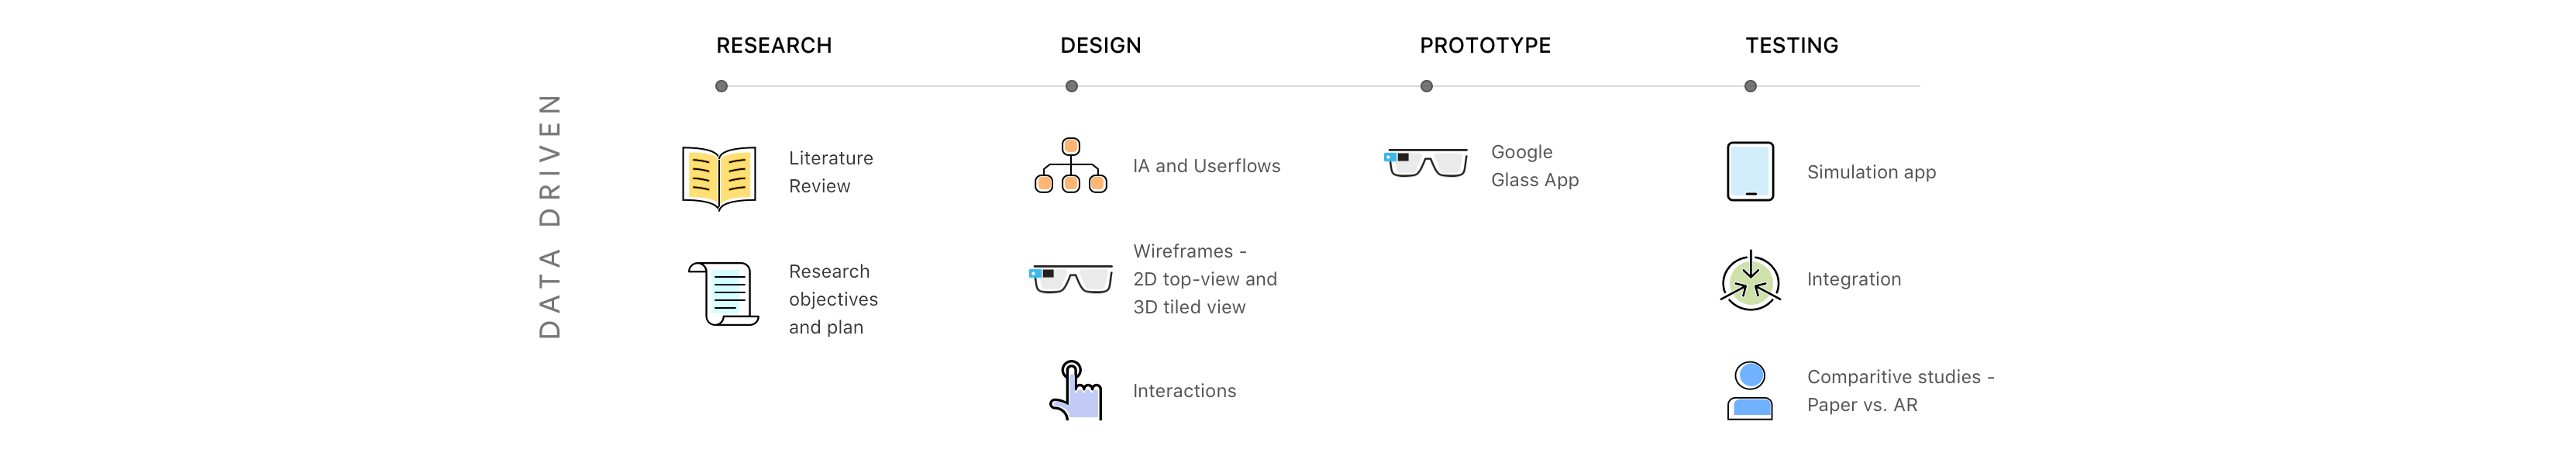 DATA DRIVEN
RESEARCH
Literature
Review
Research
objectives
and plan
DESIGN
IA and Userflows
Wireframes -
2D top-view and
3D tiled view
Interactions
PROTOTYPE
Google
Glass App
TESTING
Simulation app
Integration
Comparitive studies -
Paper vs. AR